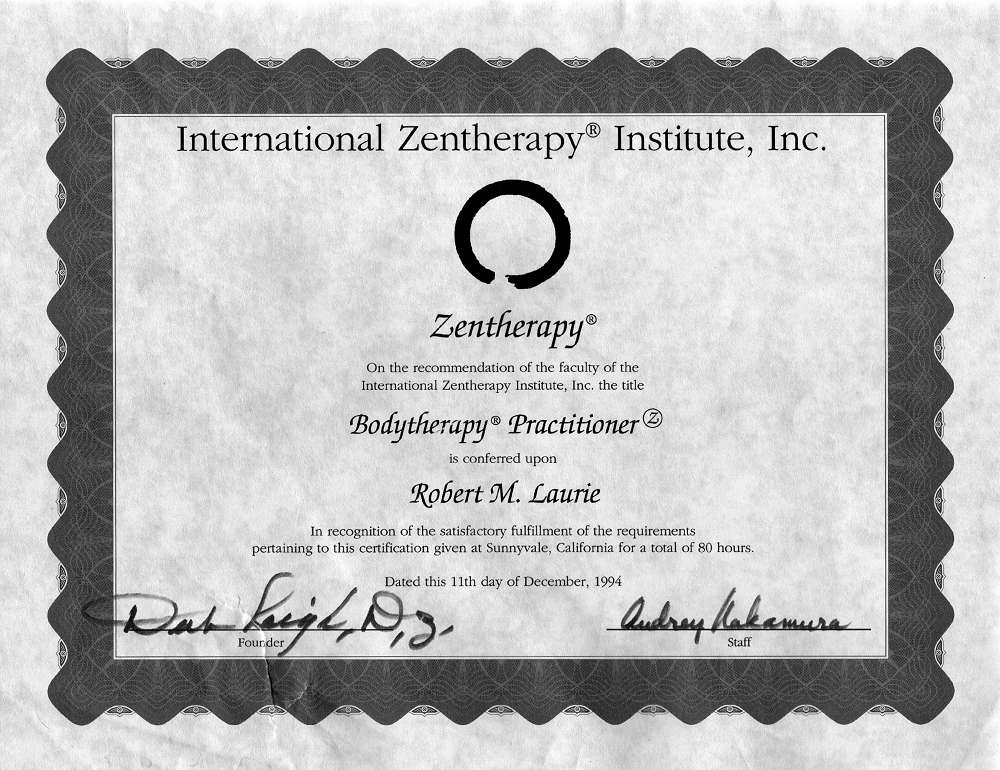 International Zentherapy® Institute, Inc.
Zentherapy®
On the recommendation of the faculty of the
International Zentherapy Institute, Inc. the title
Bodytherapy® Practitioner Ⓩ
is conferred upon
Robert M. Laurie
In recognition of the satisfactory fulfillment of the requirements
pertaining to this certification given at Sunnyvale, California for a total of 80 hours.
Dated this 11th day of December, 1994
Audrey Nakamura
Founder
Staff